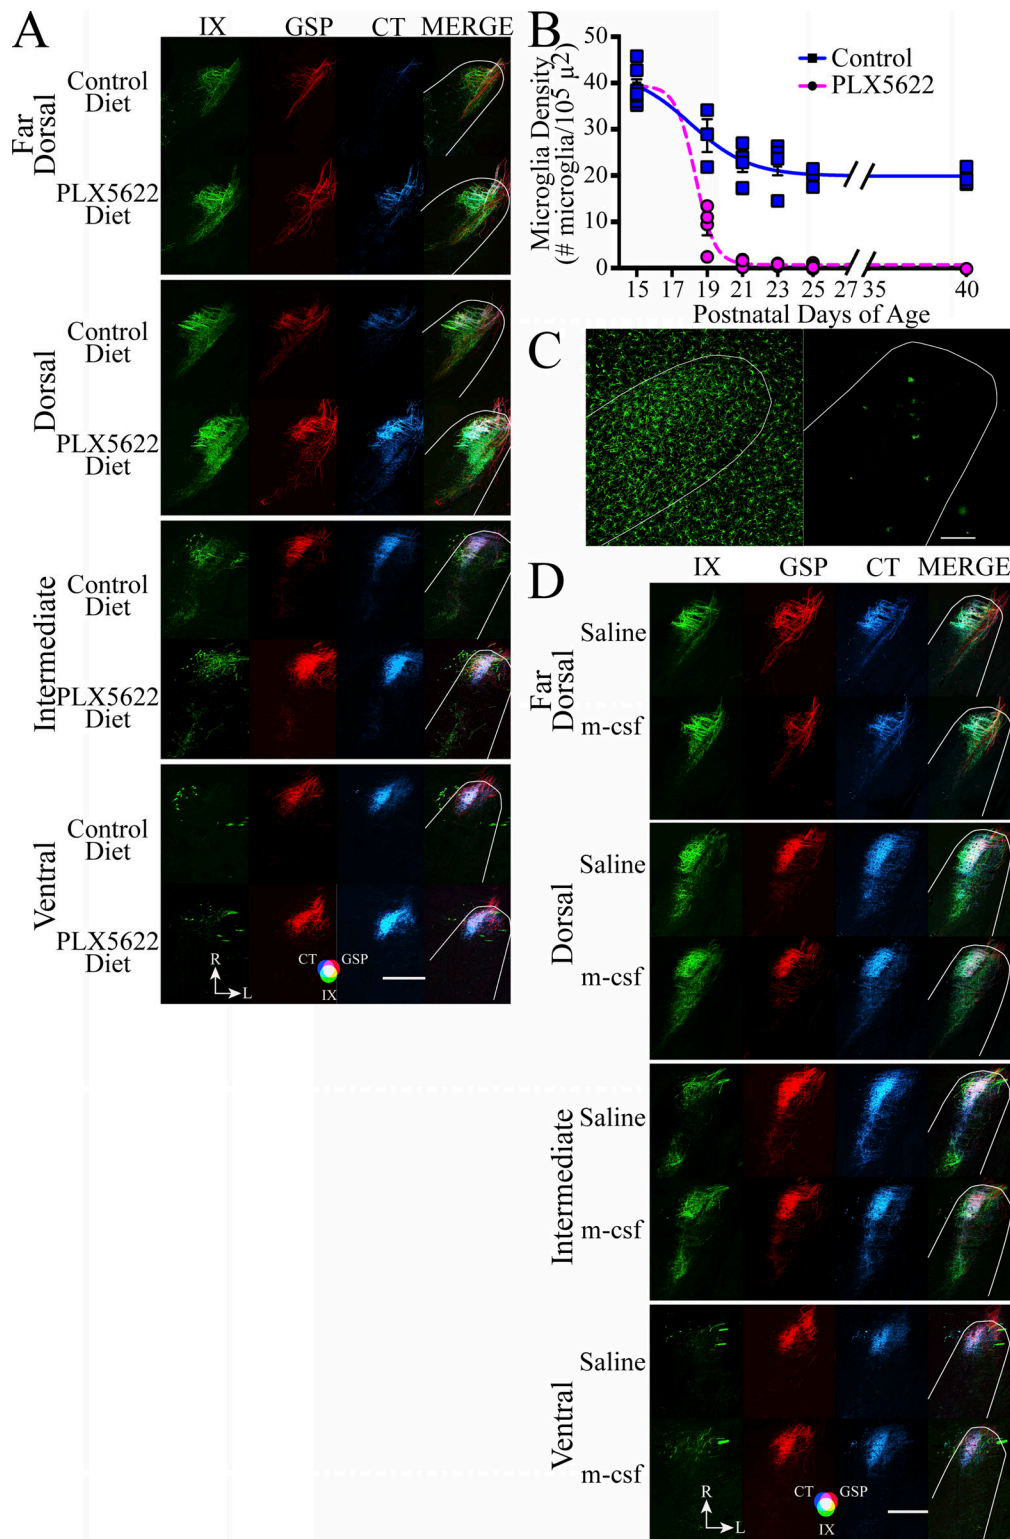 A
IX GSP CT MERGE
Far Dorsal
Control Diet
PLX5622 Diet
Dorsal
Control Diet
PLX5622 Diet
Intermediate
Control Diet
PLX5622 Diet
Ventral
Control Diet
PLX5622 Diet
R
L
CT GSP
IX
B
Microglia Density
(# microglia/10⁵ μ2)
50
40
30
20
10
0
Control
PLX5622
15 17 19 21 23 25 27 35 40
Postnatal Days of Age
C
D
IX GSP CT MERGE
Far Dorsal
Saline
m-csf
Dorsal
Saline
m-csf
Intermediate
Saline
m-csf
Ventral
Saline
m-csf
R
L
CT GSP
IX